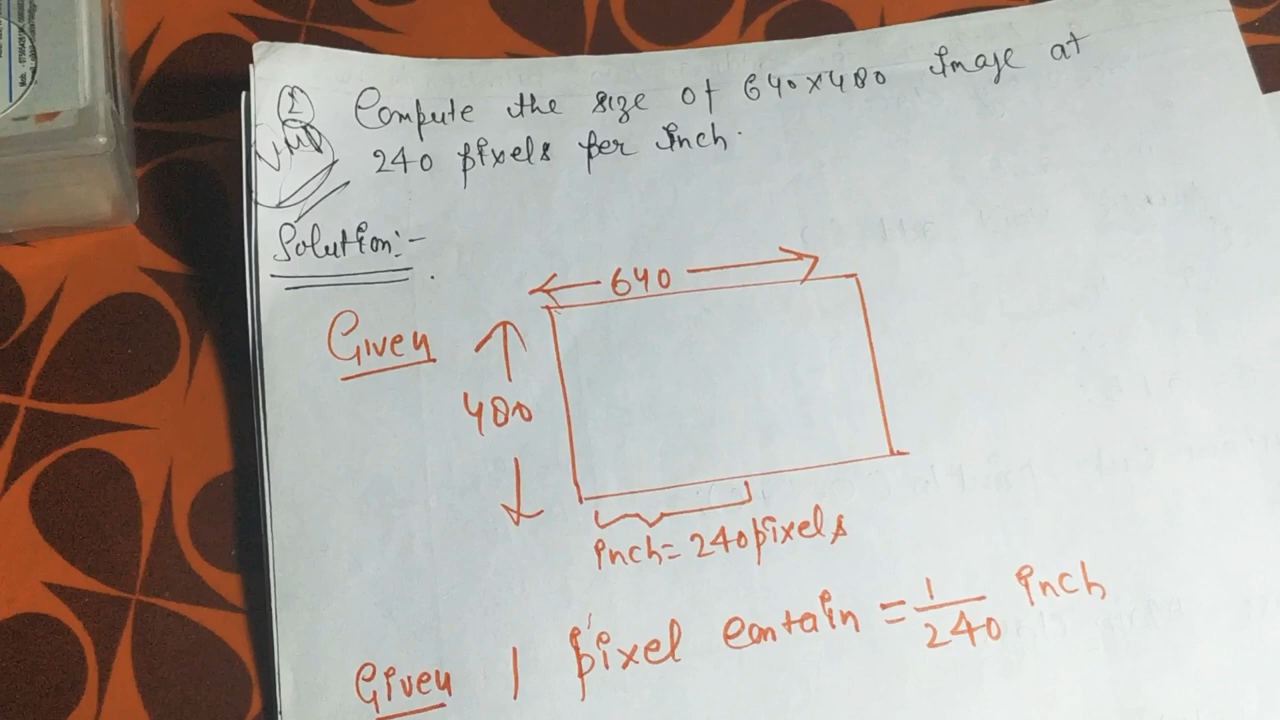 ② Compute the size of 640x480 Image at
240 pixels per inch.
Solution:-
640
Given
480
inch = 240 pixels
Given 1 pixel contain = 1/240 inch